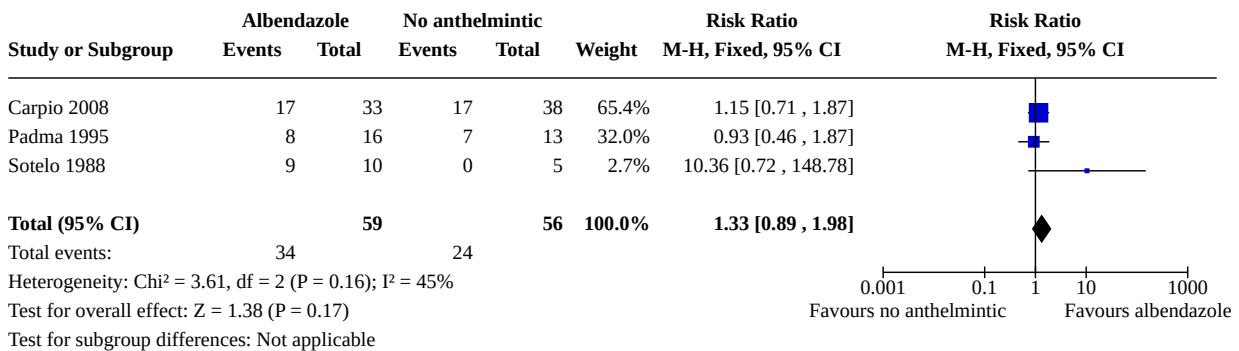 Albendazole No anthelmintic Risk Ratio Risk Ratio
Study or Subgroup Events Total Events Total Weight M-H, Fixed, 95% CI M-H, Fixed, 95% CI
Carpio 2008 17 33 17 38 65.4% 1.15 [0.71 , 1.87]
Padma 1995 8 16 7 13 32.0% 0.93 [0.46 , 1.87]
Sotelo 1988 9 10 0 5 2.7% 10.36 [0.72 , 148.78]
Total (95% CI) 59 56 100.0% 1.33 [0.89 , 1.98]
Total events: 34 24
Heterogeneity: Chi² = 3.61, df = 2 (P = 0.16); I² = 45%
0.001 0.1 1 10 1000
Test for overall effect: Z = 1.38 (P = 0.17)
Favours no anthelmintic Favours albendazole
Test for subgroup differences: Not applicable